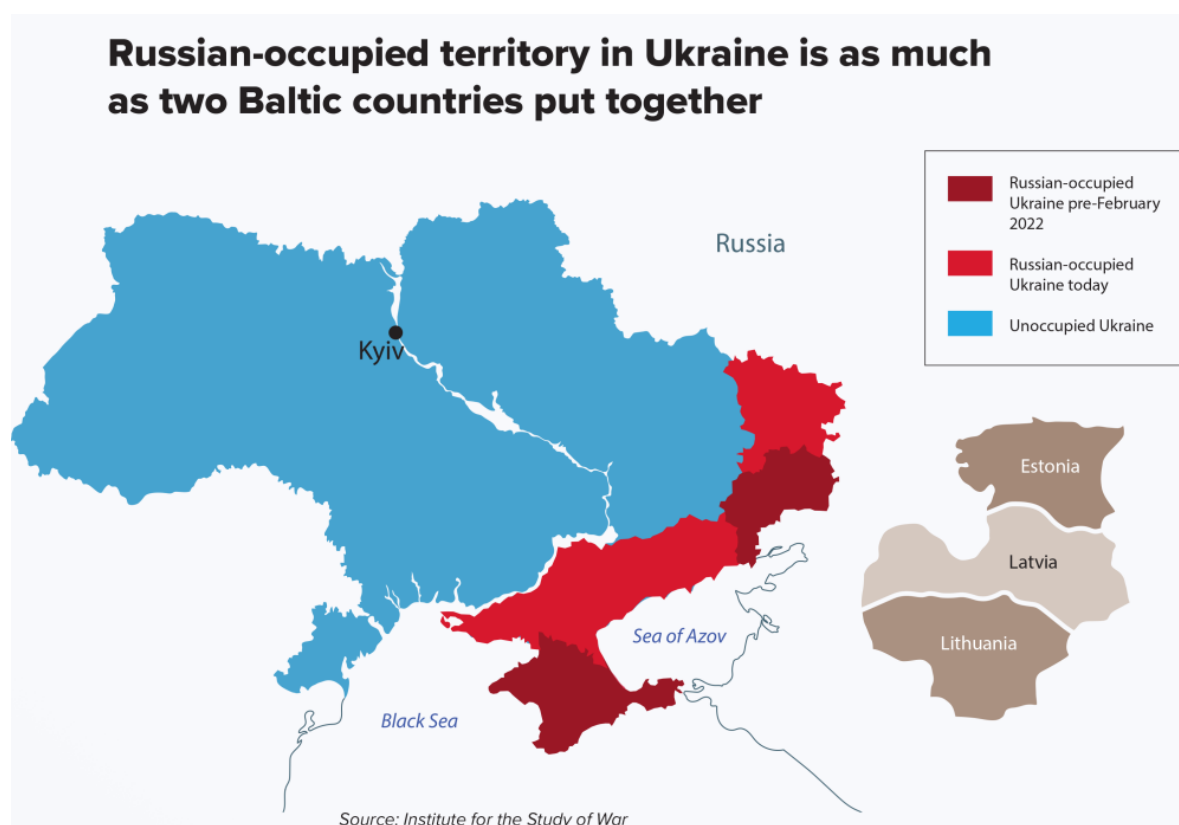 Russian-occupied territory in Ukraine is as much
as two Baltic countries put together
Russian-occupied
Ukraine pre-February
2022
Russian-occupied
Ukraine today
Unoccupied Ukraine
Russia
Kyiv
Estonia
Latvia
Lithuania
Sea of Azov
Black Sea
Source: Institute for the Study of War